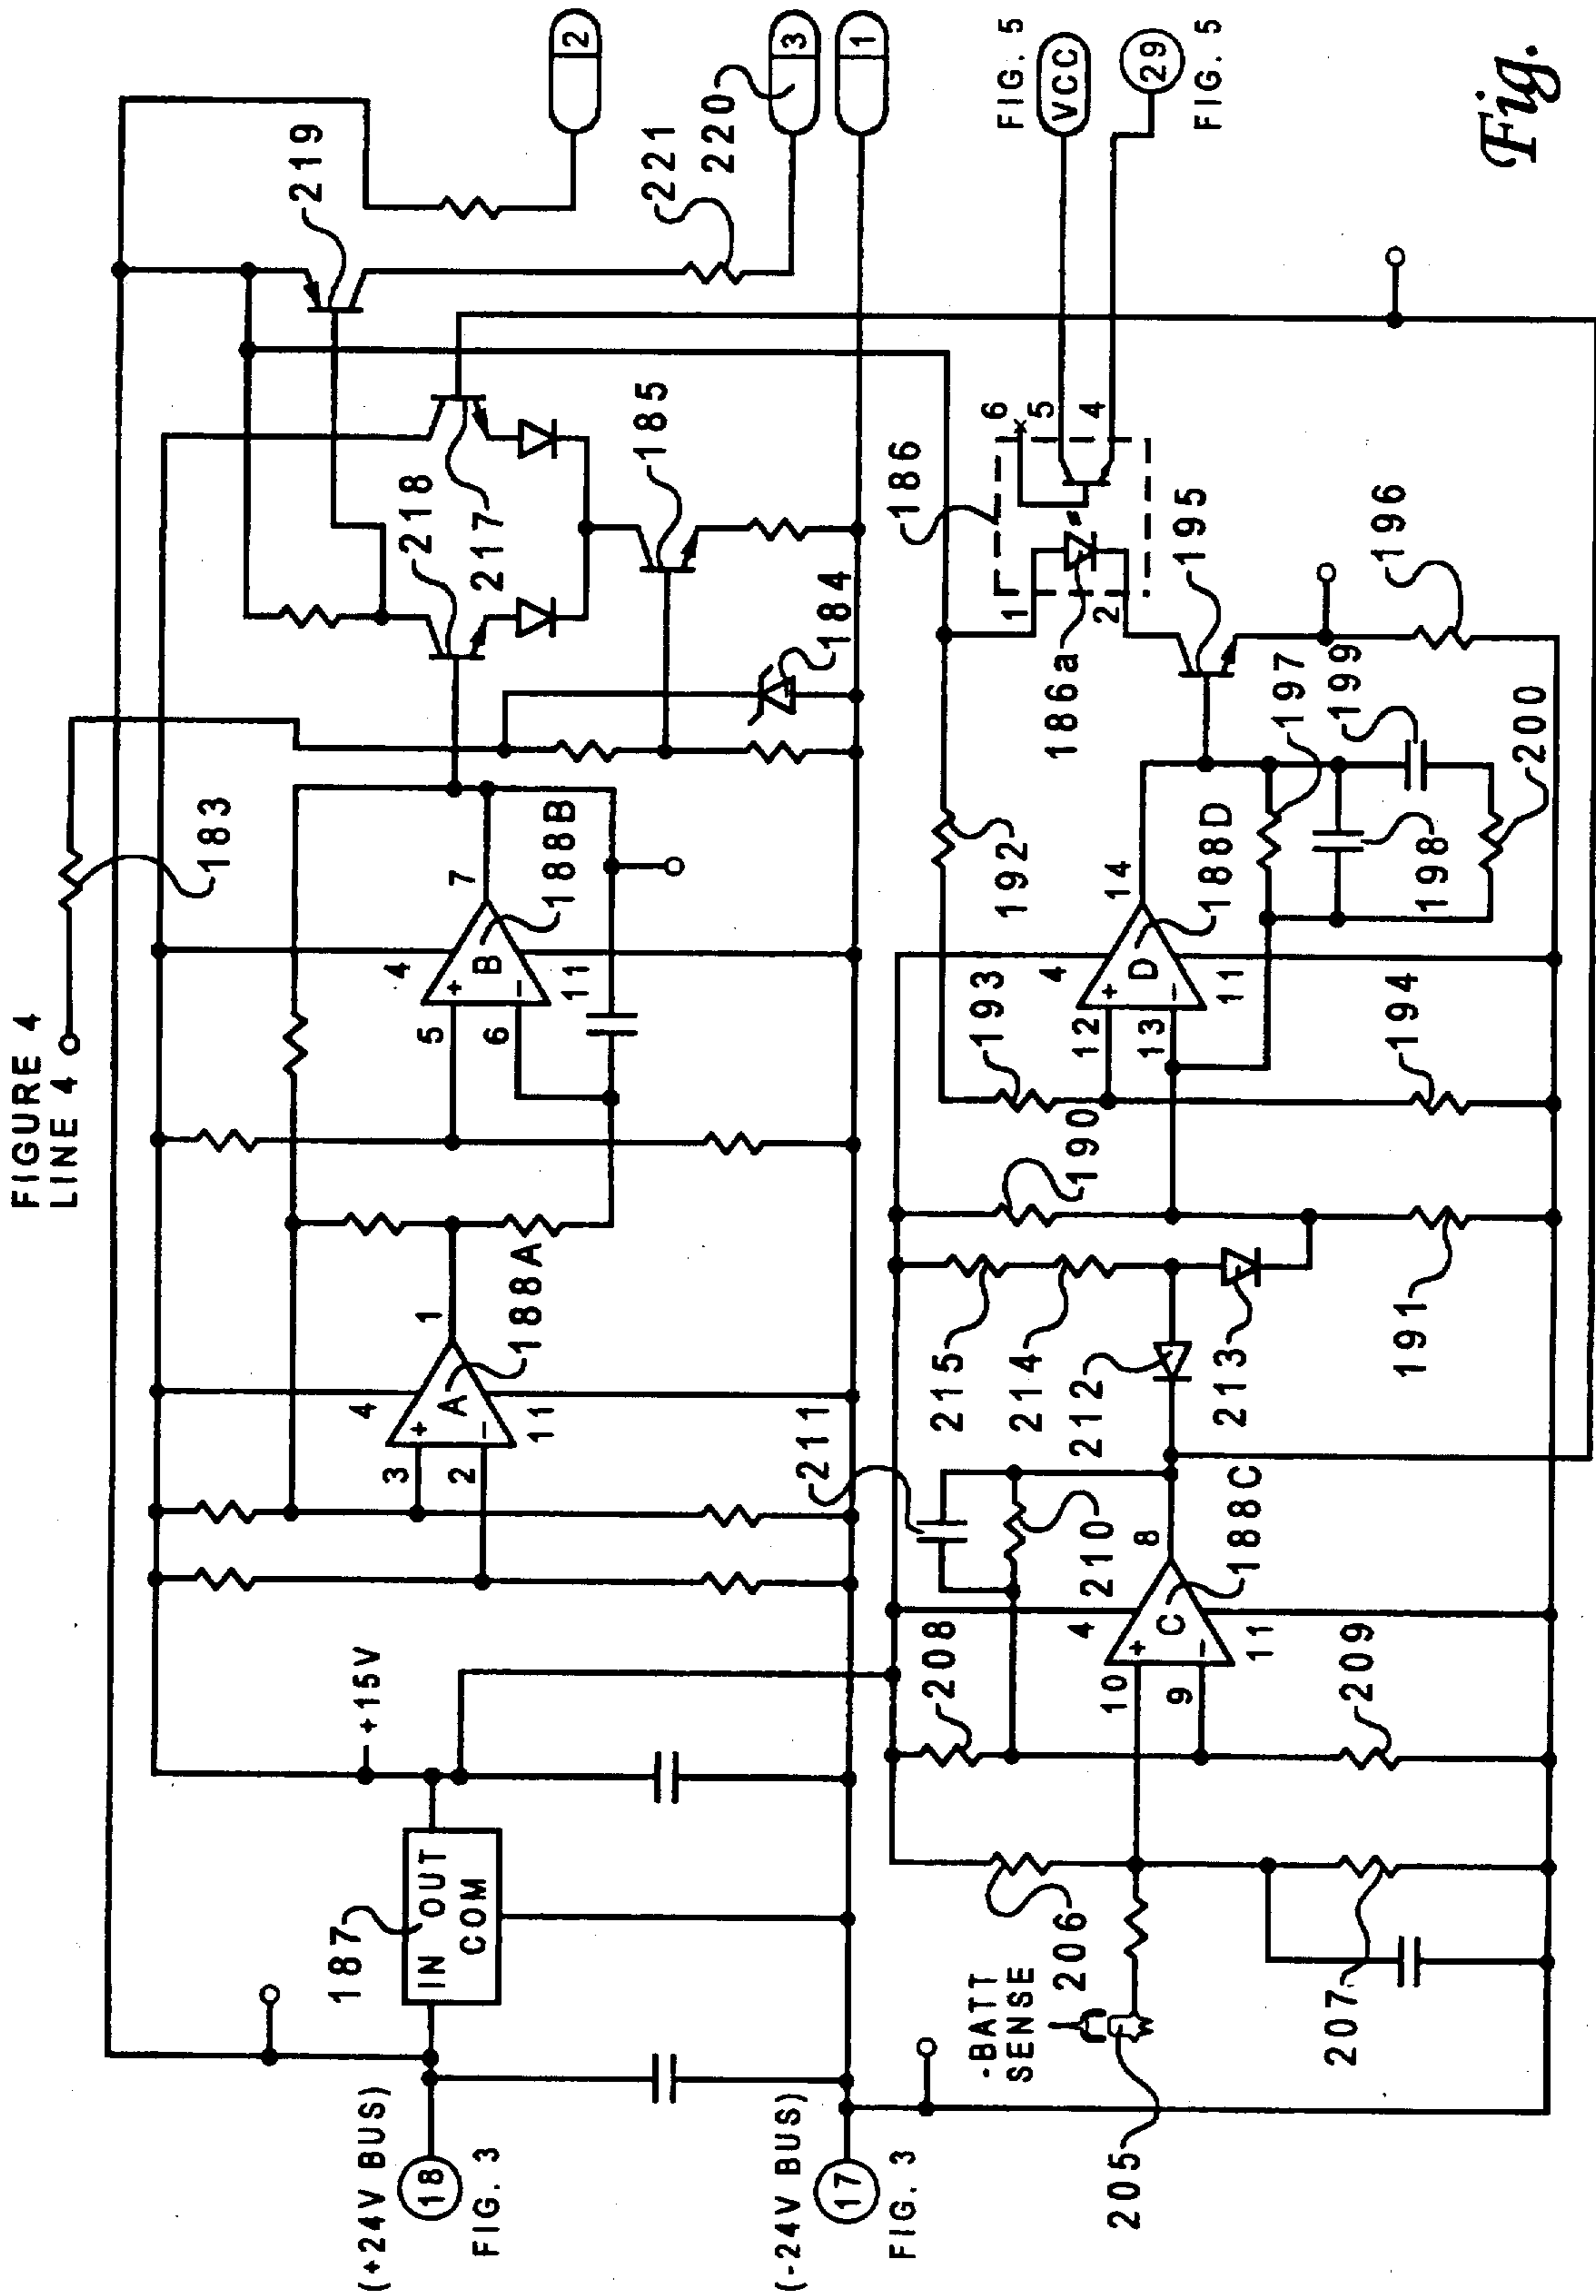 FIGURE 4
LINE 4
183
219
2
3
1
220
221
218
217
185
184
4
3
2
A
+
-
11
1
188A
4
5
6
B
+
-
11
7
188B
+15V
187
IN OUT
COM
(+24V BUS)
18
FIG. 3
(-24V BUS)
17
FIG. 3
FIG. 5
VCC
29
FIG. 5
186
6
5
4
1
2
186a
195
196
192
193
194
190
191
4
12
13
D
+
-
11
14
188D
197
198
199
200
211
210
215
214
212
213
208
209
4
10
9
C
+
-
11
8
188C
-BATT
SENSE
205
206
207
Fig.